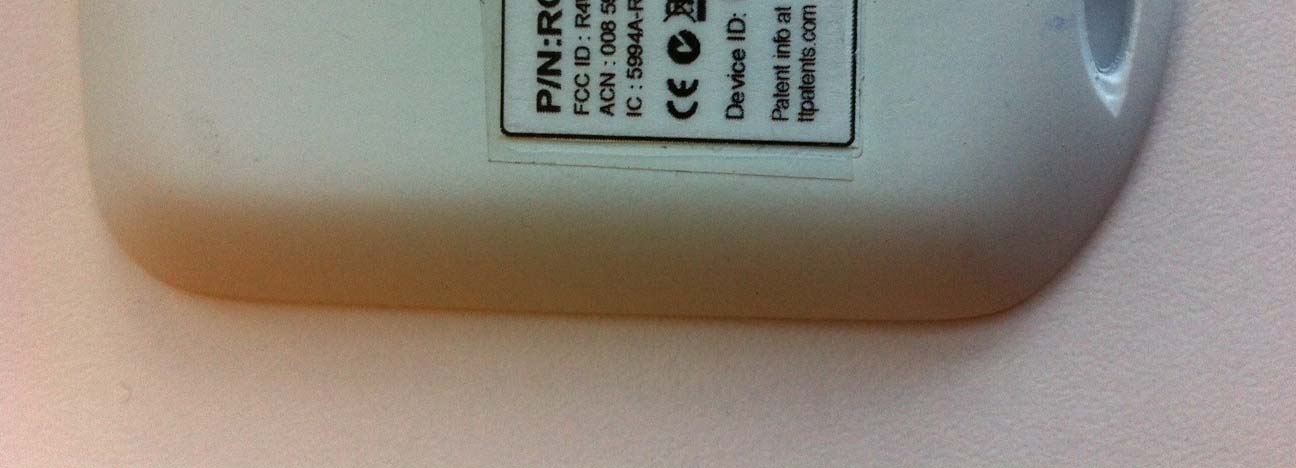 P/N:RC
FCC ID : R4
ACN : 008 5
IC : 5994A-R
CE
Device ID:
Patent info at
ttpatents.com